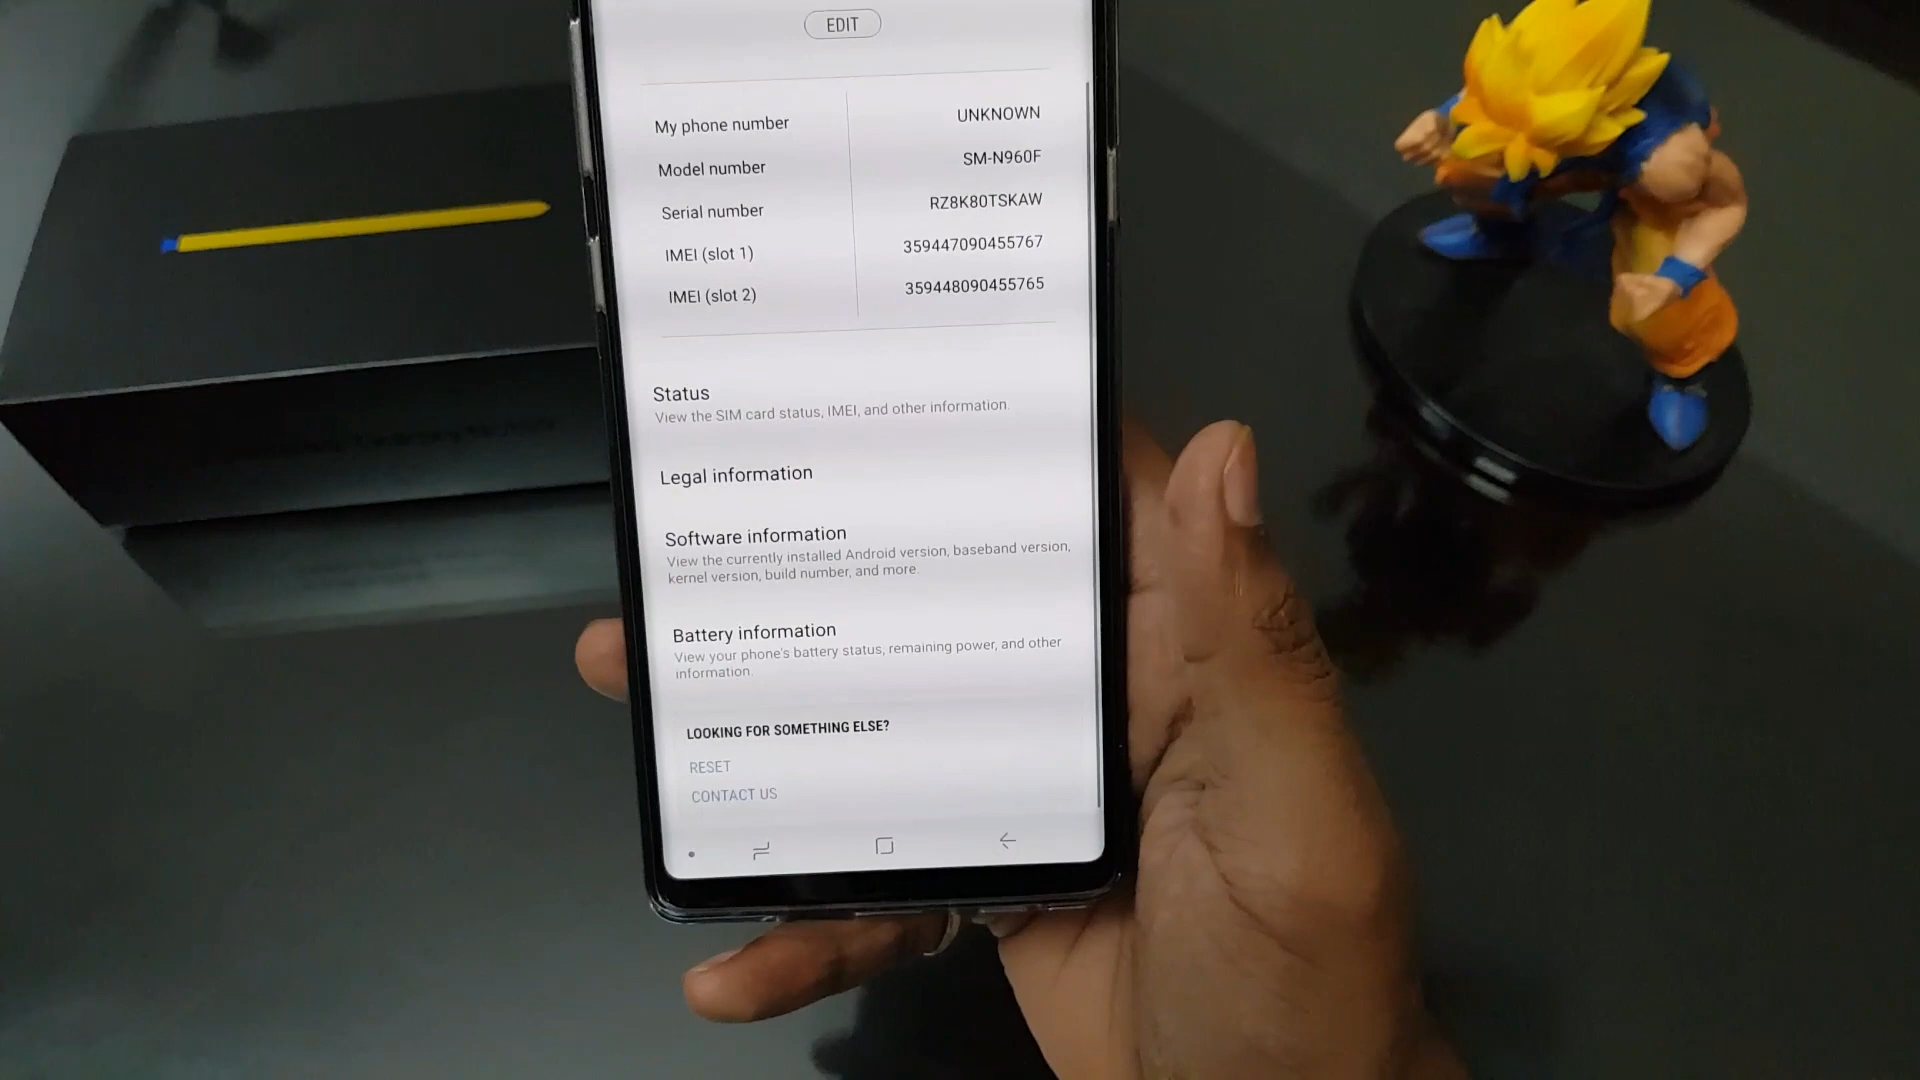 EDIT
My phone number UNKNOWN
Model number SM-N960F
Serial number RZ8K80TSKAW
IMEI (slot 1) 359447090455767
IMEI (slot 2) 359448090455765
Status
View the SIM card status, IMEI, and other information.
Legal information
Software information
View the currently installed Android version, baseband version,
kernel version, build number, and more.
Battery information
View your phone's battery status, remaining power, and other
information.
LOOKING FOR SOMETHING ELSE?
RESET
CONTACT US